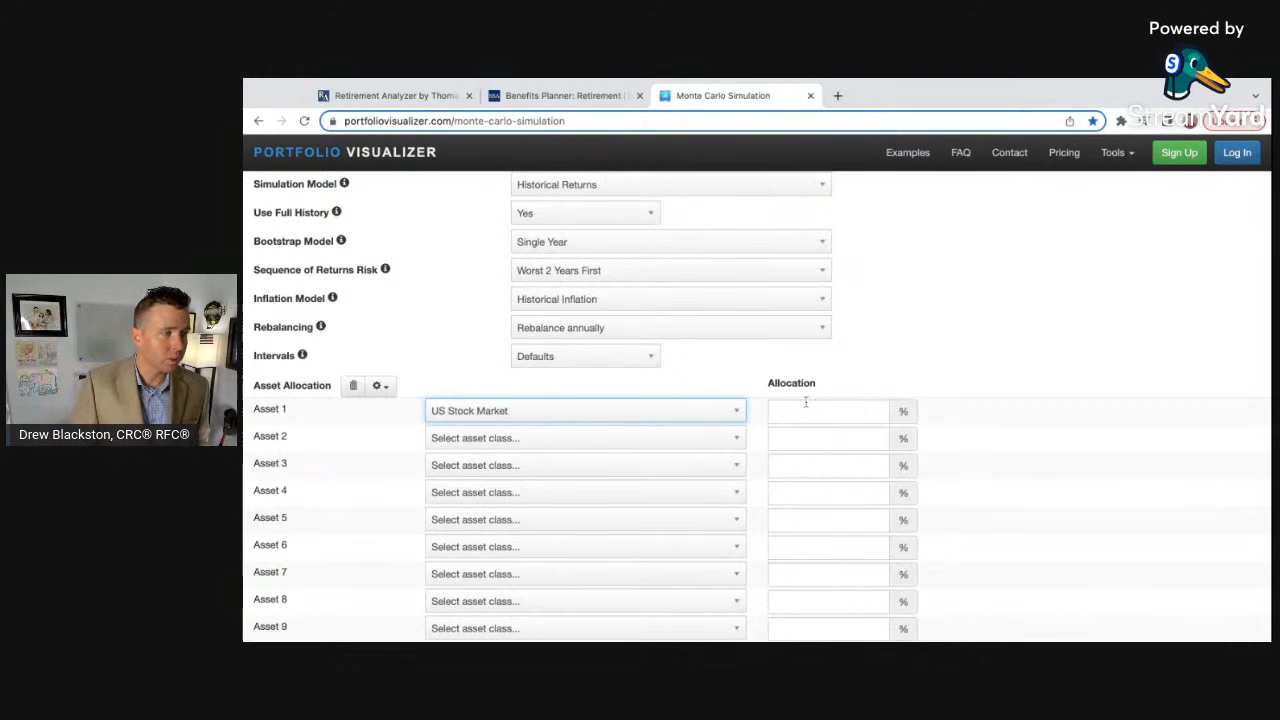 Powered by
StreamYard
Retirement Analyzer by Thoma
Benefits Planner: Retirement |
Monte Carlo Simulation
portfoliovisualizer.com/monte-carlo-simulation
PORTFOLIO VISUALIZER
Examples
FAQ
Contact
Pricing
Tools
Sign Up
Log In
Simulation Model
Historical Returns
Use Full History
Yes
Bootstrap Model
Single Year
Sequence of Returns Risk
Worst 2 Years First
Inflation Model
Historical Inflation
Rebalancing
Rebalance annually
Intervals
Defaults
Asset Allocation
Allocation
Asset 1
US Stock Market
%
Asset 2
Select asset class...
%
Asset 3
Select asset class...
%
Asset 4
Select asset class...
%
Asset 5
Select asset class...
%
Asset 6
Select asset class...
%
Asset 7
Select asset class...
%
Asset 8
Select asset class...
%
Asset 9
Select asset class...
%
Drew Blackston, CRC® RFC®